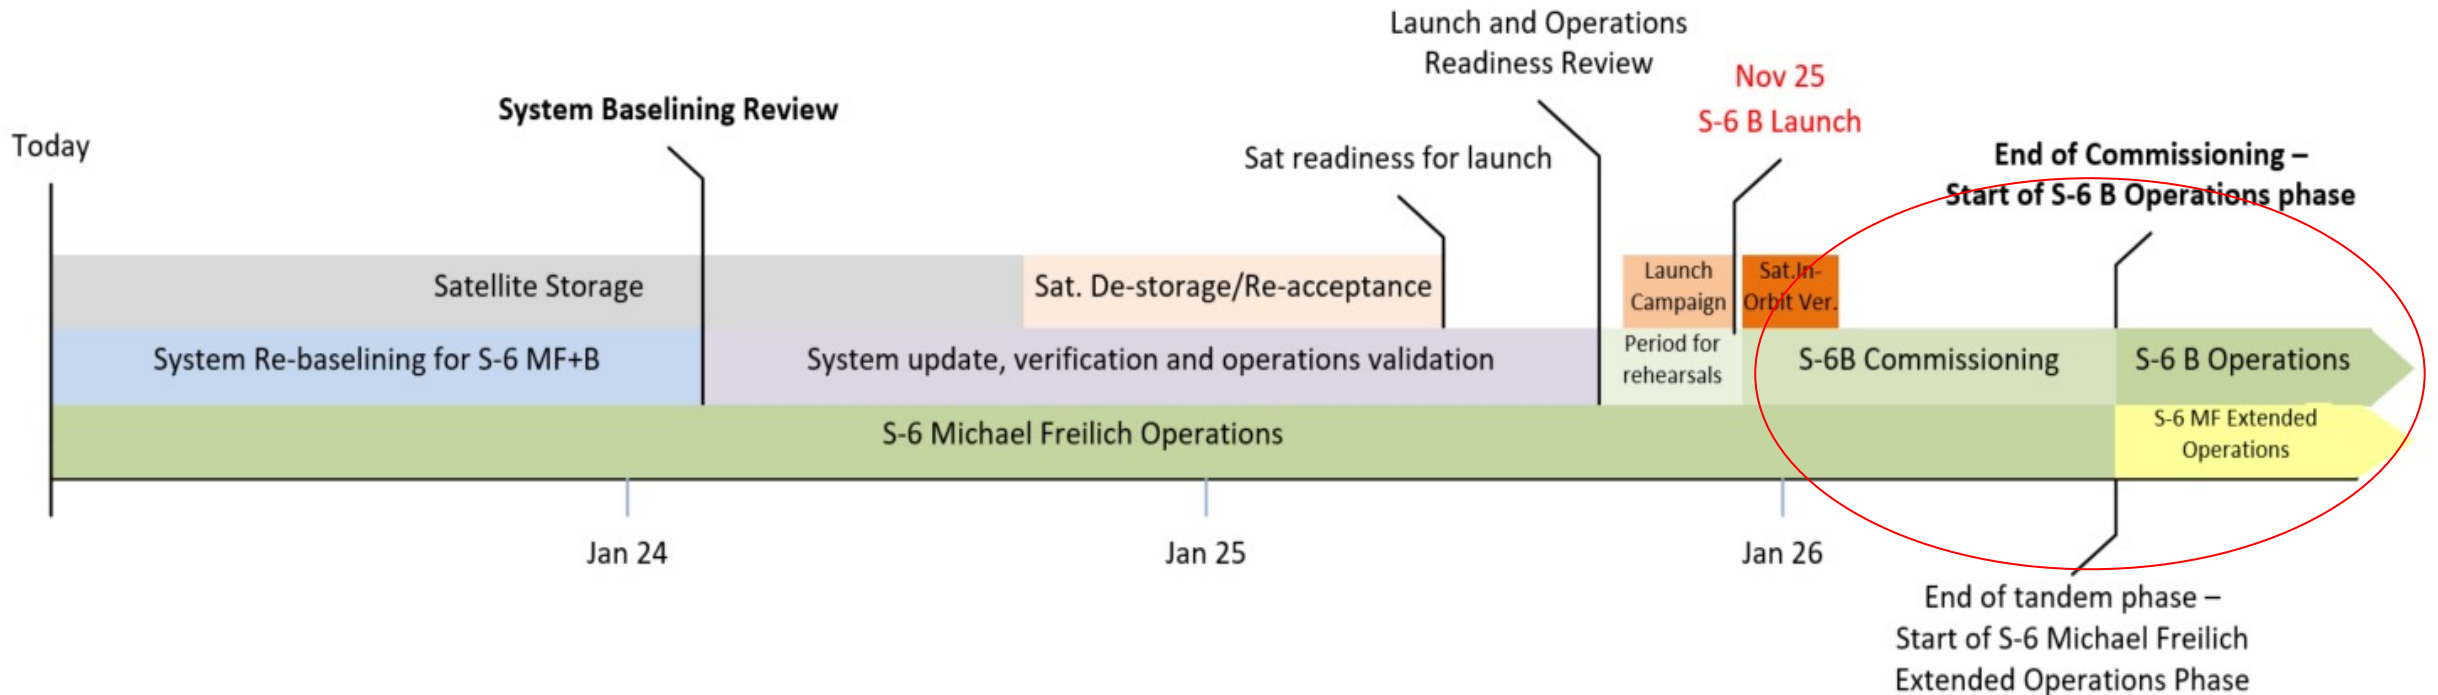 Launch and Operations
Readiness Review
Nov 25
S-6 B Launch
System Baselining Review
Today
Sat readiness for launch
End of Commissioning –
Start of S-6 B Operations phase
Satellite Storage
Sat. De-storage/Re-acceptance
Launch
Campaign
Sat.In-
Orbit Ver.
System Re-baselining for S-6 MF+B
System update, verification and operations validation
Period for
rehearsals
S-6B Commissioning
S-6 B Operations
S-6 Michael Freilich Operations
S-6 MF Extended
Operations
Jan 24
Jan 25
Jan 26
End of tandem phase –
Start of S-6 Michael Freilich
Extended Operations Phase